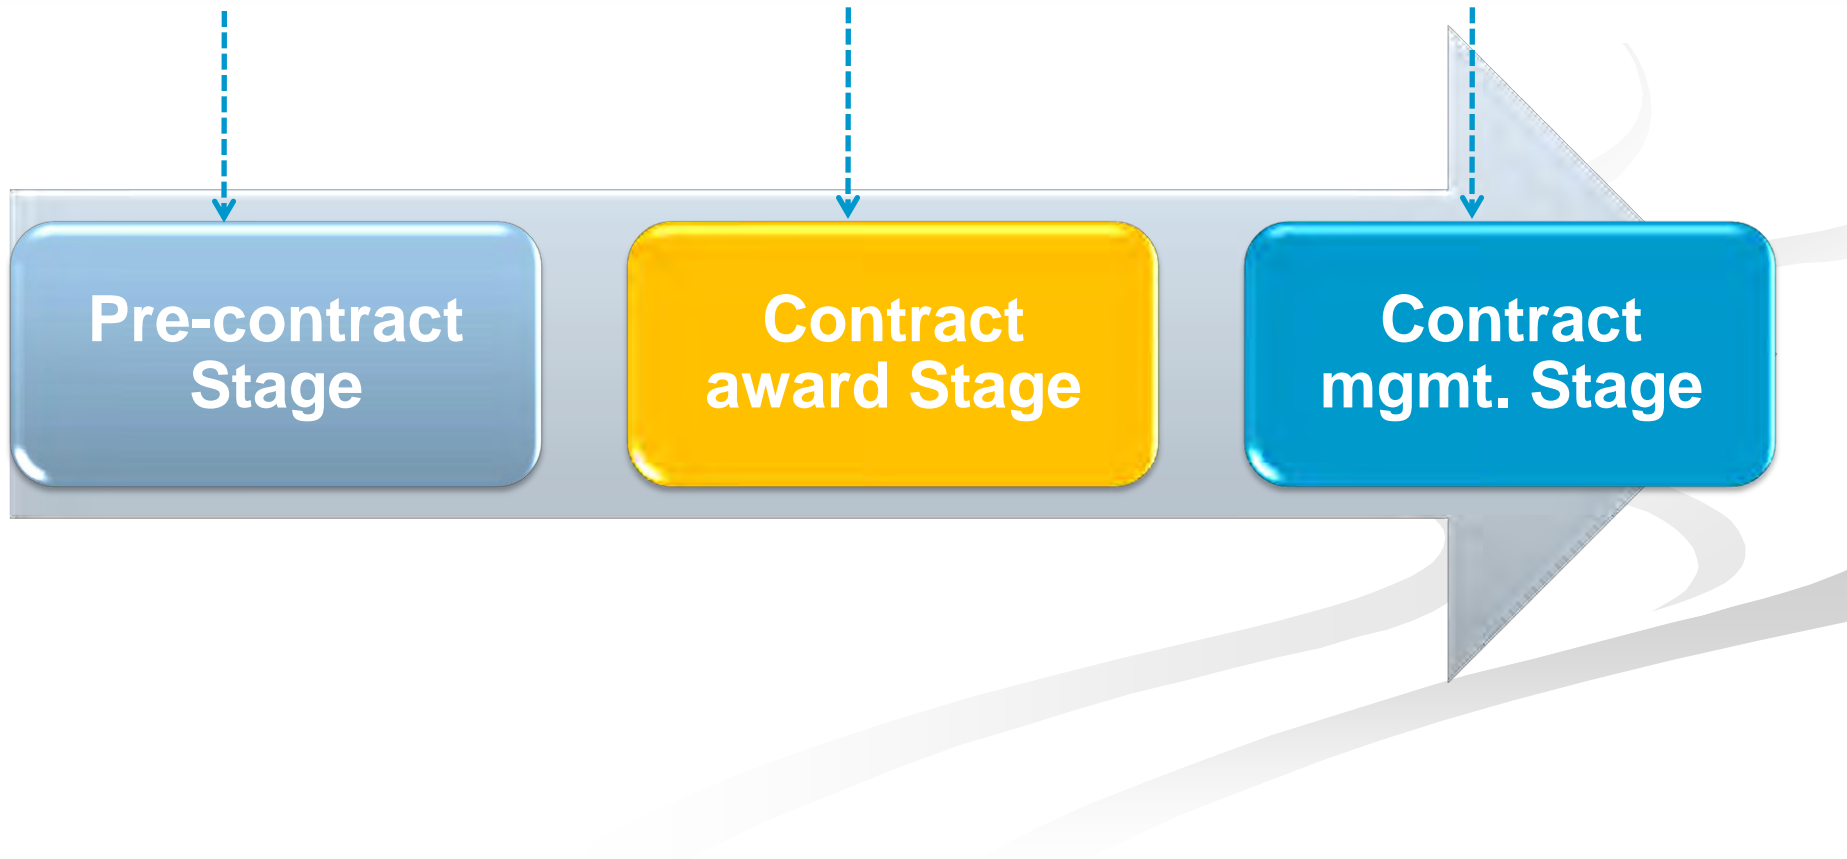 Pre-contract
Stage
Contract
award Stage
Contract
mgmt. Stage